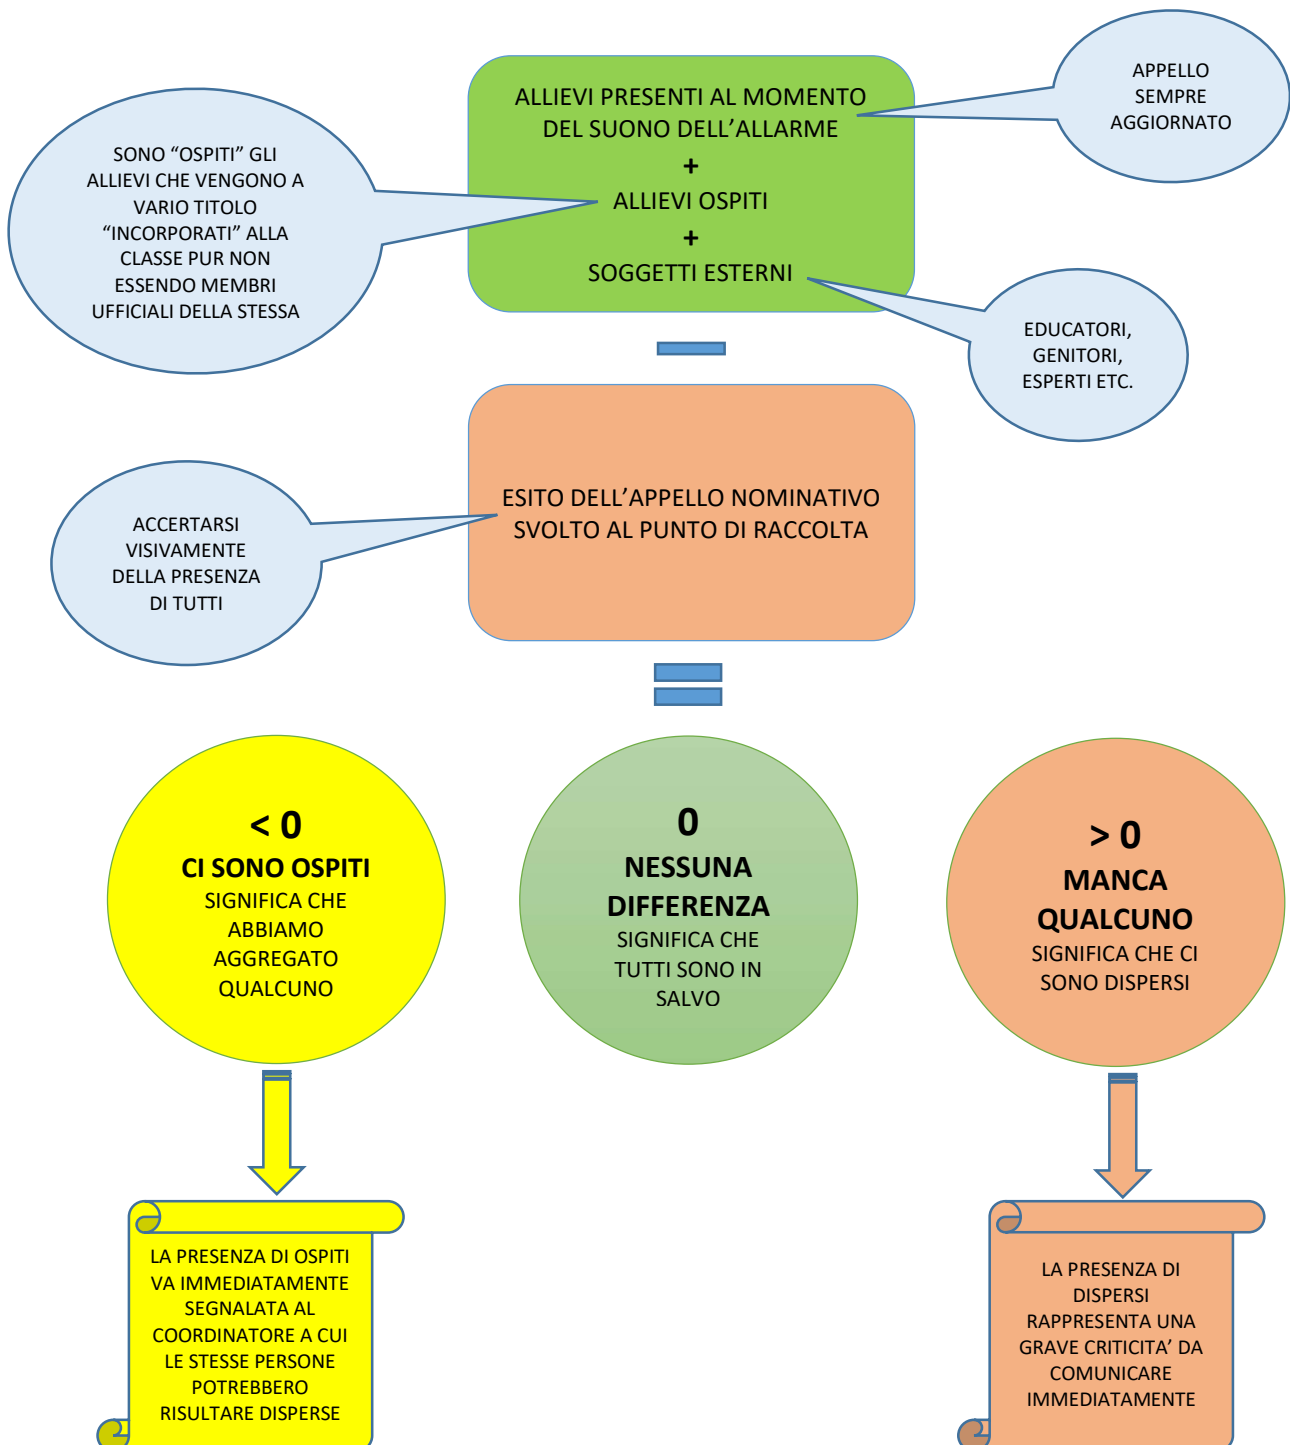 APPELLO
SEMPRE
AGGIORNATO
ALLIEVI PRESENTI AL MOMENTO
DEL SUONO DELL’ALLARME
+
ALLIEVI OSPITI
+
SOGGETTI ESTERNI
SONO “OSPITI” GLI
ALLIEVI CHE VENGONO A
VARIO TITOLO
“INCORPORATI” ALLA
CLASSE PUR NON
ESSENDO MEMBRI
UFFICIALI DELLA STESSA
EDUCATORI,
GENITORI,
ESPERTI ETC.
ESITO DELL’APPELLO NOMINATIVO
SVOLTO AL PUNTO DI RACCOLTA
ACCERTARSI
VISIVAMENTE
DELLA PRESENZA
DI TUTTI
< 0
CI SONO OSPITI
SIGNIFICA CHE
ABBIAMO
AGGREGATO
QUALCUNO
0
NESSUNA
DIFFERENZA
SIGNIFICA CHE
TUTTI SONO IN
SALVO
> 0
MANCA
QUALCUNO
SIGNIFICA CHE CI
SONO DISPERSI
LA PRESENZA DI OSPITI
VA IMMEDIATAMENTE
SEGNALATA AL
COORDINATORE A CUI
LE STESSE PERSONE
POTREBBERO
RISULTARE DISPERSE
LA PRESENZA DI
DISPERSI
RAPPRESENTA UNA
GRAVE CRITICITA’ DA
COMUNICARE
IMMEDIATAMENTE